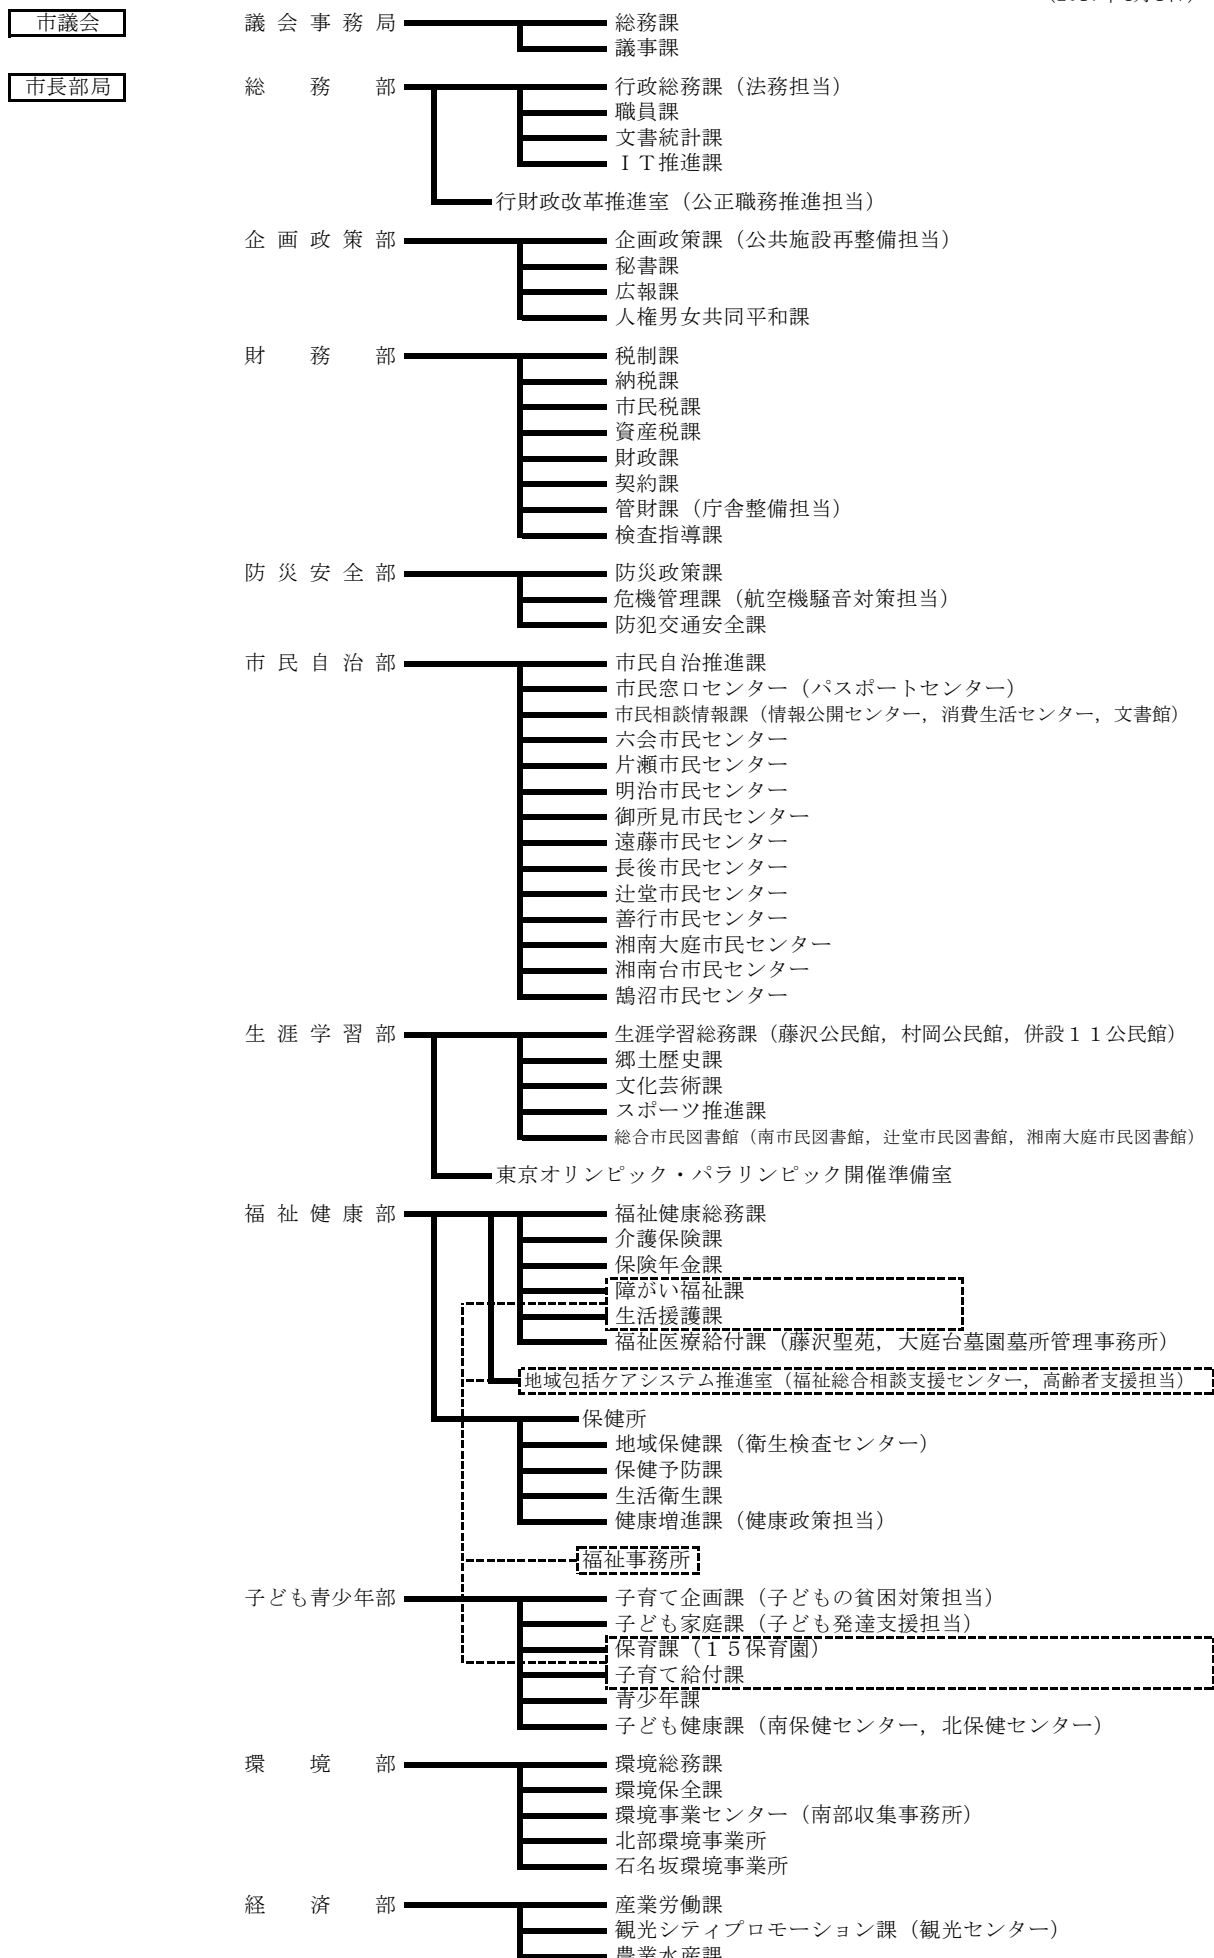 市議会 議会事務局 総務課
議事課
市長部局 総務部 行政総務課（法務担当）
職員課
文書統計課
ＩＴ推進課
行財政改革推進室（公正職務推進担当）
企画政策部 企画政策課（公共施設再整備担当）
秘書課
広報課
人権男女共同平和課
財務部 税制課
納税課
市民税課
資産税課
財政課
契約課
管財課（庁舎整備担当）
検査指導課
防災安全部 防災政策課
危機管理課（航空機騒音対策担当）
防犯交通安全課
市民自治部 市民自治推進課
市民窓口センター（パスポートセンター）
市民相談情報課（情報公開センター，消費生活センター，文書館）
六会市民センター
片瀬市民センター
明治市民センター
御所見市民センター
遠藤市民センター
長後市民センター
辻堂市民センター
善行市民センター
湘南大庭市民センター
湘南台市民センター
鵠沼市民センター
生涯学習部 生涯学習総務課（藤沢公民館，村岡公民館，併設１１公民館）
郷土歴史課
文化芸術課
スポーツ推進課
総合市民図書館（南市民図書館，辻堂市民図書館，湘南大庭市民図書館）
東京オリンピック・パラリンピック開催準備室
福祉健康部 福祉健康総務課
介護保険課
保険年金課
障がい福祉課
生活援護課
福祉医療給付課（藤沢聖苑，大庭台墓園墓所管理事務所）
地域包括ケアシステム推進室（福祉総合相談支援センター，高齢者支援担当）
保健所
地域保健課（衛生検査センター）
保健予防課
生活衛生課
健康増進課（健康政策担当）
福祉事務所
子ども青少年部 子育て企画課（子どもの貧困対策担当）
子ども家庭課（子ども発達支援担当）
保育課（１５保育園）
子育て給付課
青少年課
子ども健康課（南保健センター，北保健センター）
環境部 環境総務課
環境保全課
環境事業センター（南部収集事務所）
北部環境事業所
石名坂環境事業所
経済部 産業労働課
観光シティプロモーション課（観光センター）
農業水産課